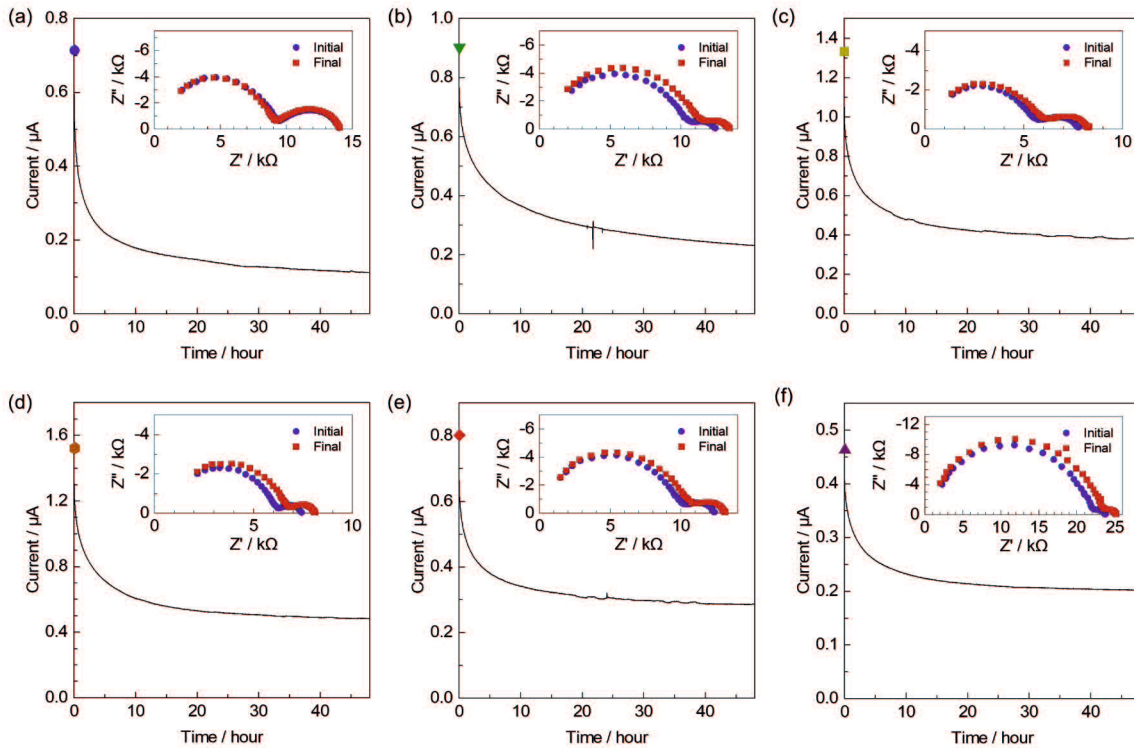 (a)
0.8
0.6
0.4
0.2
0.0
Current / µA
0 10 20 30 40
Time / hour
-6
-4
-2
0
Z'' / kΩ
0 5 10 15
Z' / kΩ
Initial
Final
(b)
1.0
0.8
0.6
0.4
0.2
0.0
Current / µA
0 10 20 30 40
Time / hour
-6
-4
-2
0
Z'' / kΩ
0 5 10
Z' / kΩ
Initial
Final
(c)
1.4
1.2
1.0
0.8
0.6
0.4
0.2
0.0
Current / µA
0 10 20 30 40
Time / hour
-4
-2
0
Z'' / kΩ
0 5 10
Z' / kΩ
Initial
Final
(d)
1.6
1.2
0.8
0.4
0.0
Current / µA
0 10 20 30 40
Time / hour
-4
-2
0
Z'' / kΩ
0 5 10
Z' / kΩ
Initial
Final
(e)
0.8
0.6
0.4
0.2
0.0
Current / µA
0 10 20 30 40
Time / hour
-6
-4
-2
0
Z'' / kΩ
0 5 10
Z' / kΩ
Initial
Final
(f)
0.5
0.4
0.3
0.2
0.1
0.0
Current / µA
0 10 20 30 40
Time / hour
-12
-8
-4
0
Z'' / kΩ
0 5 10 15 20 25
Z' / kΩ
Initial
Final